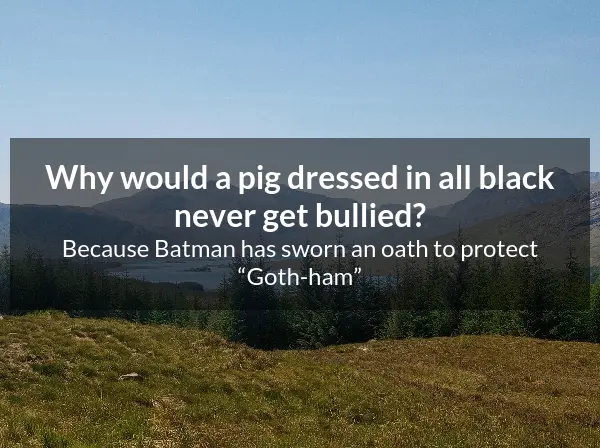 Why would a pig dressed in all black
never get bullied?
Because Batman has sworn an oath to protect
“Goth-ham”